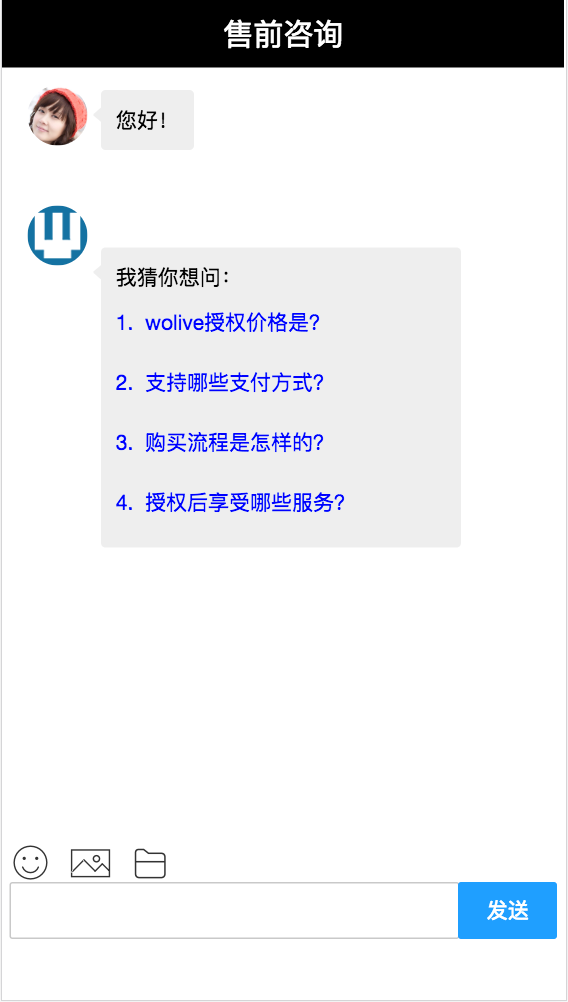 售前咨询
您好！
我猜你想问：
1. wolive授权价格是？
2. 支持哪些支付方式？
3. 购买流程是怎样的？
4. 授权后享受哪些服务？
发送